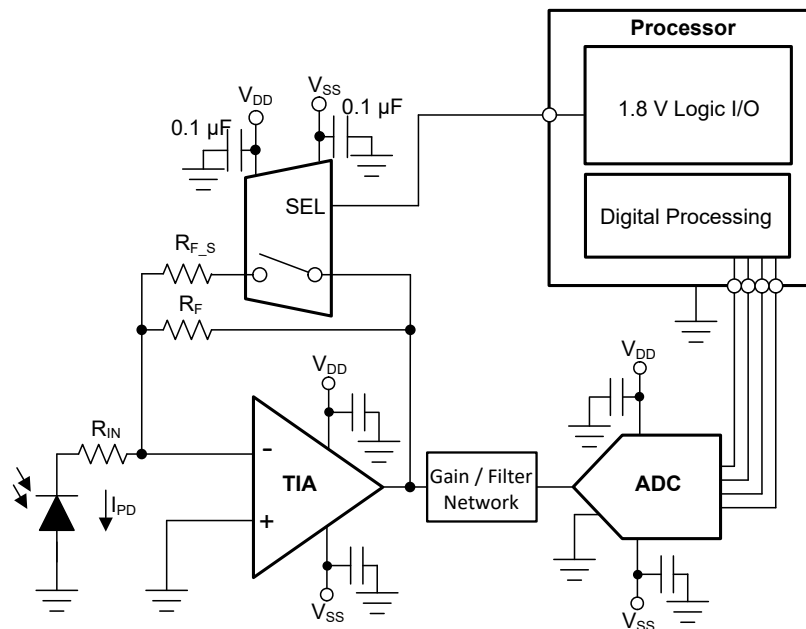 Processor
1.8 V Logic I/O
Digital Processing
VDD
VSS
0.1 µF
0.1 µF
SEL
RF_S
RF
VDD
VDD
RIN
-
TIA
+
IPD
Gain / Filter
Network
ADC
VSS
VSS